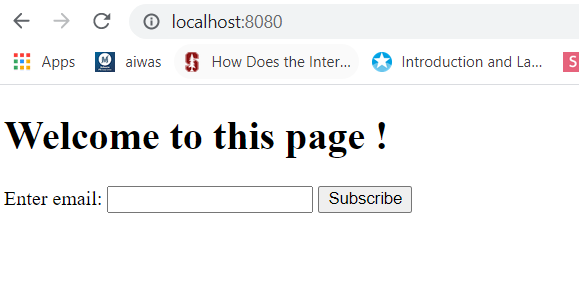 localhost:8080
Apps aiwas How Does the Inter... Introduction and La... S
Welcome to this page !
Enter email: Subscribe